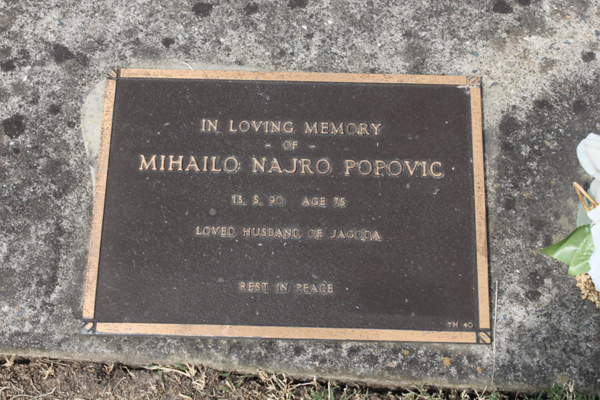 IN LOVING MEMORY
- OF -
MIHAILO NAJRO POPOVIC
13. 5. 90 AGE 75
LOVED HUSBAND OF JAGODA
REST IN PEACE
YH 40